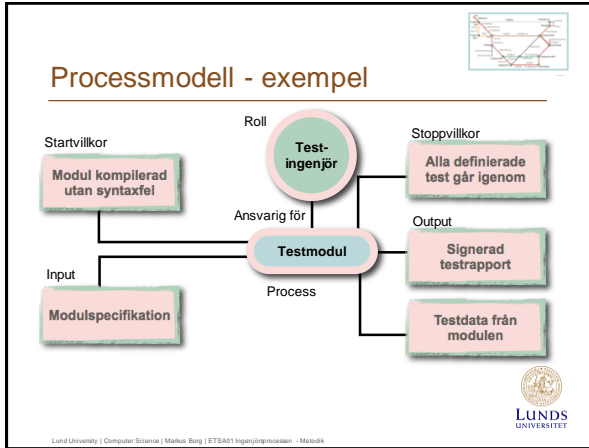 Processmodell - exempel
Roll
Startvillkor
Stoppvillkor
Test-
ingenjör
Modul kompilerad
utan syntaxfel
Alla definierade
test går igenom
Ansvarig för
Output
Testmodul
Signerad
testrapport
Input
Process
Modulspecifikation
Testdata från
modulen
LUNDS
UNIVERSITET
Lund University | Computer Science | Markus Borg | ETSA01 Ingenjörsprocessen - Metodik